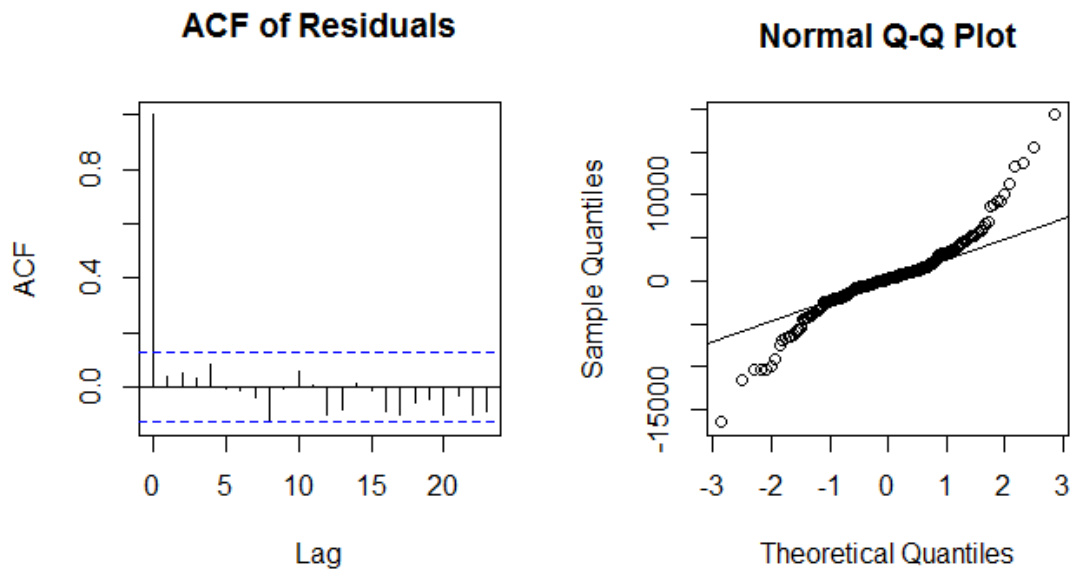 ACF of Residuals
ACF
0.8
0.4
0.0
0 5 10 15 20
Lag
Normal Q-Q Plot
Sample Quantiles
10000
0
-15000
-3 -2 -1 0 1 2 3
Theoretical Quantiles